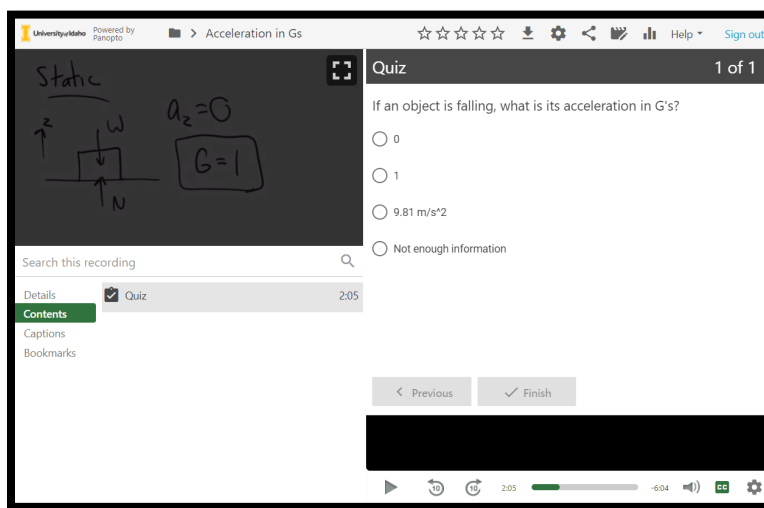 University of Idaho Powered by Panopto > Acceleration in Gs Help Sign out
Static
z
W
N
a_z=0
G=1
Quiz 1 of 1
If an object is falling, what is its acceleration in G's?
0
1
9.81 m/s^2
Not enough information
Search this recording
Details
Contents
Captions
Bookmarks
Quiz 2:05
< Previous
Finish
10 10 2:05 -6:04 CC